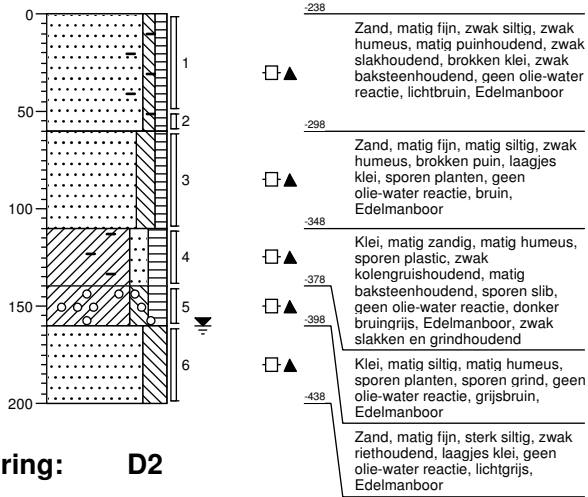 0
50
100
150
200
1
2
3
4
5
6
-238
Zand, matig fijn, zwak siltig, zwak
humeus, matig puinhoudend, zwak
slakhoudend, brokken klei, zwak
baksteenhoudend, geen olie-water
reactie, lichtbruin, Edelmanboor
-298
Zand, matig fijn, matig siltig, zwak
humeus, brokken puin, laagjes
klei, sporen planten, geen
olie-water reactie, bruin,
Edelmanboor
-348
Klei, matig zandig, matig humeus,
sporen plastic, zwak
kolengruishoudend, matig
baksteenhoudend, sporen slib,
geen olie-water reactie, donker
bruingrijs, Edelmanboor, zwak
slakken en grindhoudend
-378
Klei, matig siltig, matig humeus,
sporen planten, sporen grind, geen
olie-water reactie, grijsbruin,
Edelmanboor
-398
Zand, matig fijn, sterk siltig, zwak
riethoudend, laagjes klei, geen
olie-water reactie, lichtgrijs,
Edelmanboor
-438
ring: D2